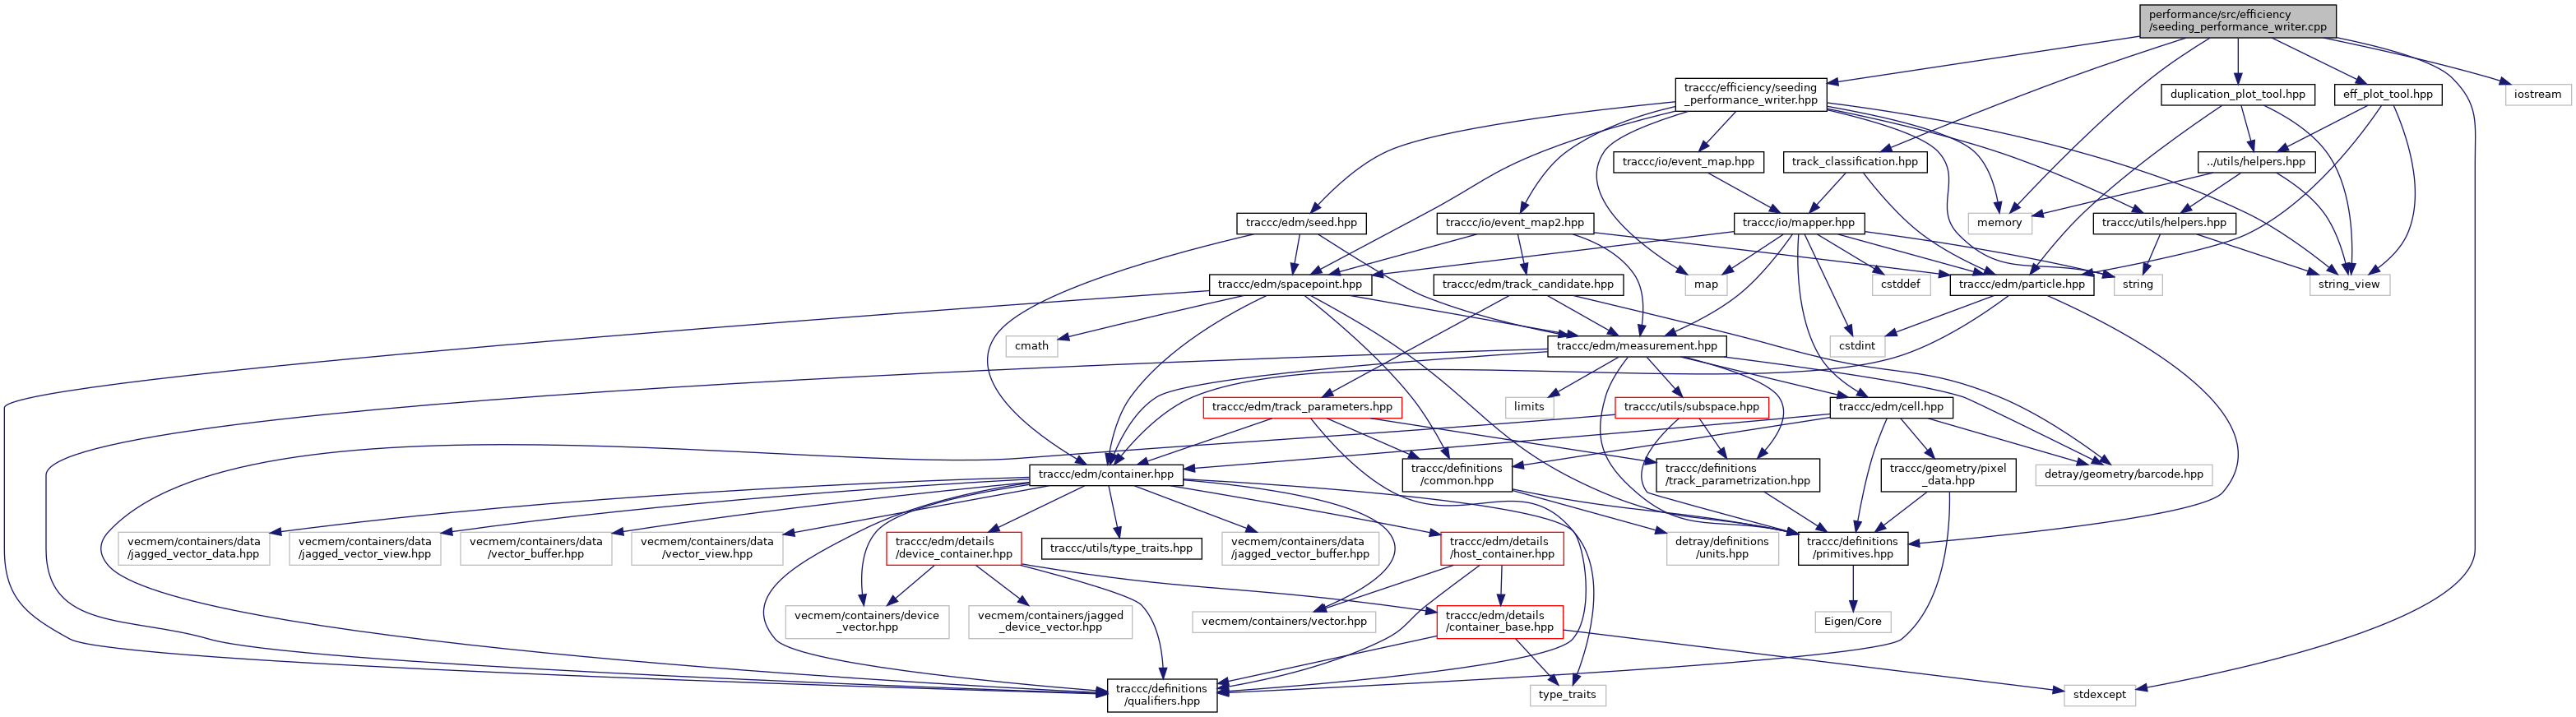 performance/src/efficiency
/seeding_performance_writer.cpp
traccc/efficiency/seeding
_performance_writer.hpp
duplication_plot_tool.hpp
eff_plot_tool.hpp
iostream
traccc/io/event_map.hpp
track_classification.hpp
../utils/helpers.hpp
traccc/edm/seed.hpp
traccc/io/event_map2.hpp
traccc/io/mapper.hpp
memory
traccc/utils/helpers.hpp
traccc/edm/spacepoint.hpp
traccc/edm/track_candidate.hpp
map
cstddef
traccc/edm/particle.hpp
string
string_view
cmath
traccc/edm/measurement.hpp
cstdint
traccc/edm/track_parameters.hpp
limits
traccc/utils/subspace.hpp
traccc/edm/cell.hpp
traccc/edm/container.hpp
traccc/definitions
/common.hpp
traccc/definitions
/track_parametrization.hpp
traccc/geometry/pixel
_data.hpp
detray/geometry/barcode.hpp
vecmem/containers/data
/jagged_vector_data.hpp
vecmem/containers/data
/jagged_vector_view.hpp
vecmem/containers/data
/vector_buffer.hpp
vecmem/containers/data
/vector_view.hpp
traccc/edm/details
/device_container.hpp
traccc/utils/type_traits.hpp
vecmem/containers/data
/jagged_vector_buffer.hpp
traccc/edm/details
/host_container.hpp
detray/definitions
/units.hpp
traccc/definitions
/primitives.hpp
vecmem/containers/device
_vector.hpp
vecmem/containers/jagged
_device_vector.hpp
vecmem/containers/vector.hpp
traccc/edm/details
/container_base.hpp
Eigen/Core
traccc/definitions
/qualifiers.hpp
type_traits
stdexcept